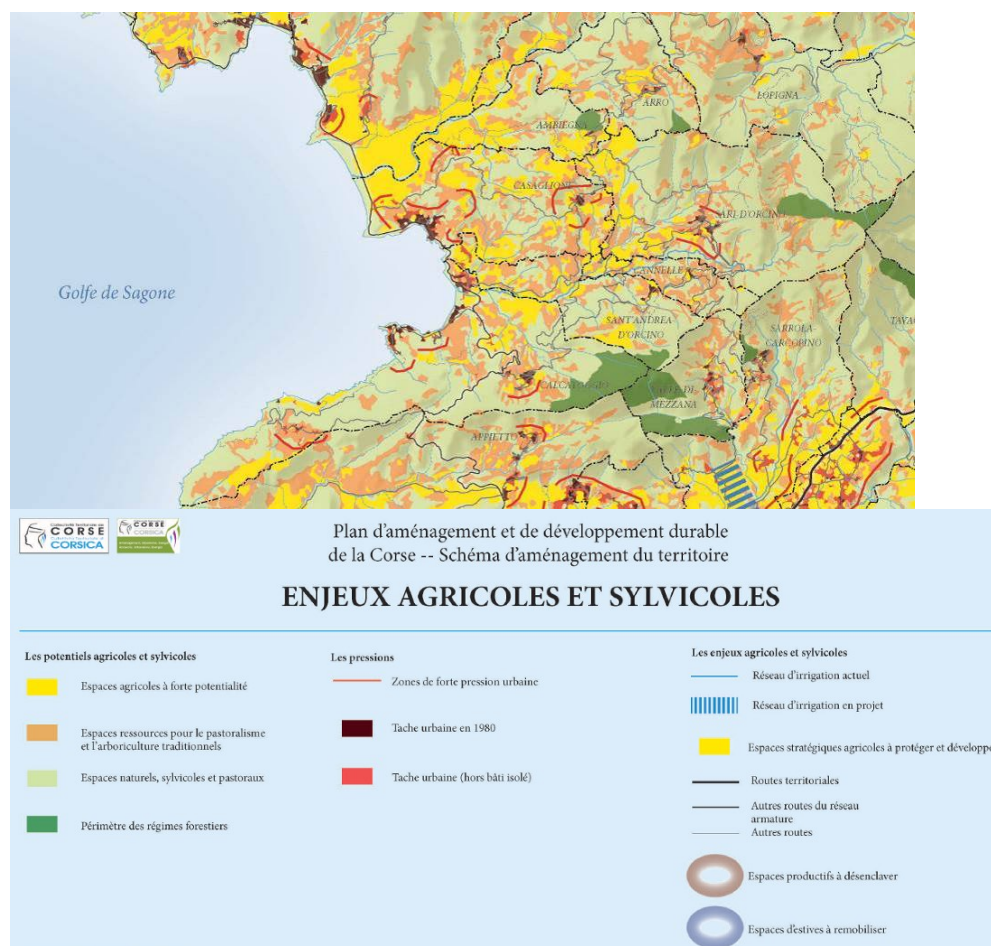 LOPIGNA
ARRO
AMBIEGNA
CASAGLIONE
SARI-D'ORCINO
CANNELLE
Golfe de Sagone
SANT'ANDREA
D'ORCINO
SARROLA-
CARCOPINO
CALCATOGGIO
MEZZANA
APPIETTO
CORSE
CORSICA
CORSE
CORSICA
Plan d'aménagement et de développement durable
de la Corse -- Schéma d'aménagement du territoire
ENJEUX AGRICOLES ET SYLVICOLES
Les potentiels agricoles et sylvicoles
Espaces agricoles à forte potentialité
Espaces ressources pour le pastoralisme
et l'arboriculture traditionnels
Espaces naturels, sylvicoles et pastoraux
Périmètre des régimes forestiers
Les pressions
Zones de forte pression urbaine
Tache urbaine en 1980
Tache urbaine (hors bâti isolé)
Les enjeux agricoles et sylvicoles
Réseau d'irrigation actuel
Réseau d'irrigation en projet
Espaces stratégiques agricoles à protéger et développe
Routes territoriales
Autres routes du réseau
armature
Autres routes
Espaces productifs à désenclaver
Espaces d'estives à remobiliser